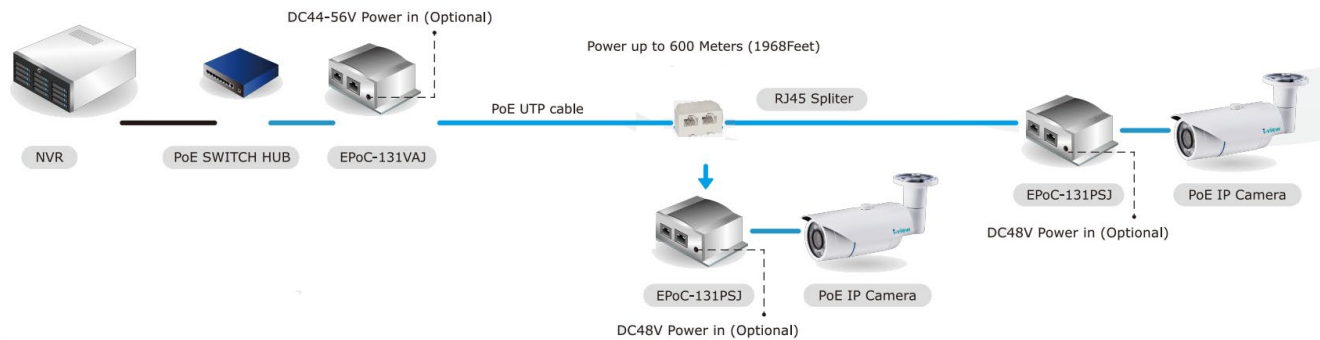 DC44-56V Power in (Optional)
Power up to 600 Meters (1968Feet)
PoE UTP cable
RJ45 Spliter
NVR
PoE SWITCH HUB
EPoC-131VAJ
EPoC-131PSJ
PoE IP Camera
DC48V Power in (Optional)
i-view
EPoC-131PSJ
PoE IP Camera
DC48V Power in (Optional)
i-view